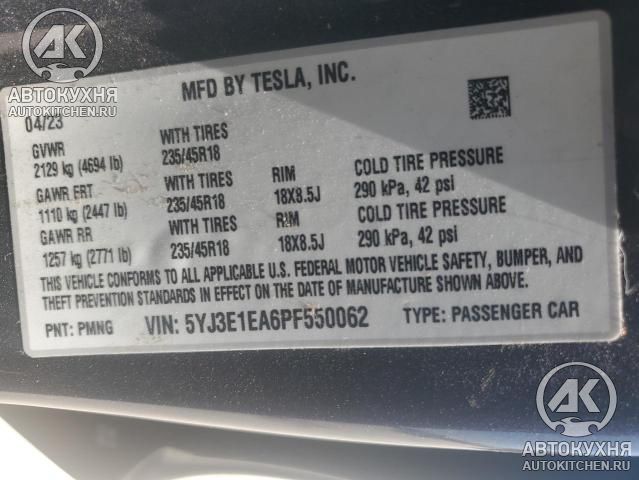 AK
АВТОКУХНЯ
AUTOKITCHEN.RU
MFD BY TESLA, INC.
04/23
GVWR
2129 kg (4694 lb)
WITH TIRES
235/45R18
GAWR FRT
1110 kg (2447 lb)
WITH TIRES
235/45R18
RIM
18X8.5J
COLD TIRE PRESSURE
290 kPa, 42 psi
GAWR RR
1257 kg (2771 lb)
WITH TIRES
235/45R18
RIM
18X8.5J
COLD TIRE PRESSURE
290 kPa, 42 psi
THIS VEHICLE CONFORMS TO ALL APPLICABLE U.S. FEDERAL MOTOR VEHICLE SAFETY, BUMPER, AND
THEFT PREVENTION STANDARDS IN EFFECT ON THE DATE OF MANUFACTURE SHOWN ABOVE.
PNT: PMNG VIN: 5YJ3E1EA6PF550062 TYPE: PASSENGER CAR
AK
АВТОКУХНЯ
AUTOKITCHEN.RU